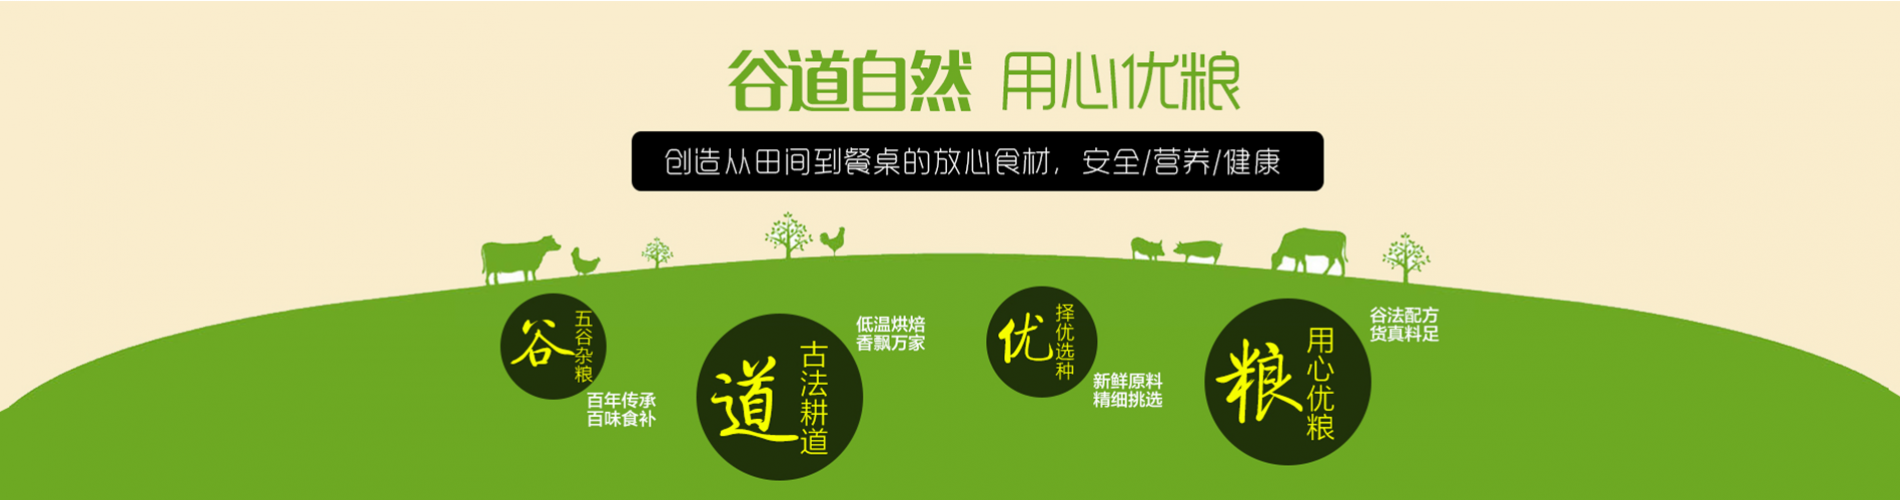 谷道自然 用心优粮
创造从田间到餐桌的放心食材，安全/营养/健康
谷
五谷杂粮
百年传承
百味食补
道
古法耕道
低温烘焙
香飘万家
优
择优选种
新鲜原料
精细挑选
粮
用心优粮
谷法配方
货真料足